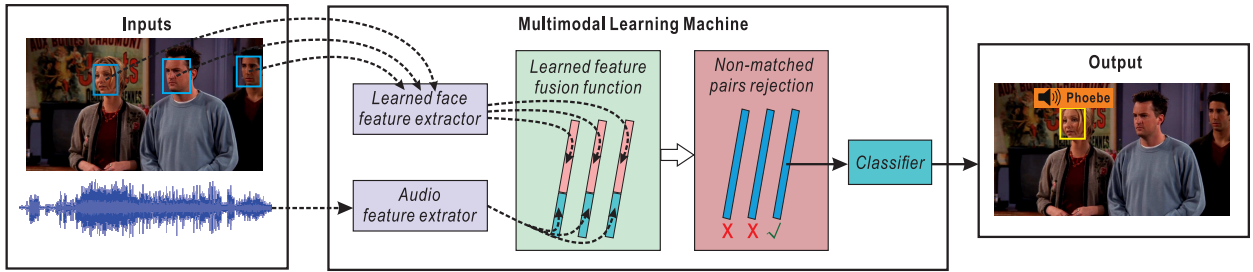 Inputs
Multimodal Learning Machine
Learned face
feature extractor
Audio
feature extrator
Learned feature
fusion function
Non-matched
pairs rejection
X X ✓
Classifier
Output
Phoebe